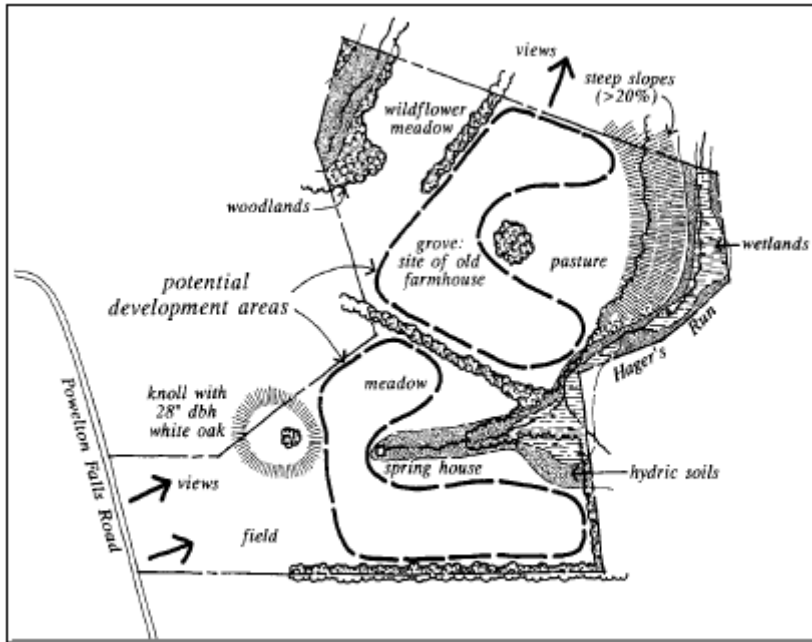 views
steep slopes
(>20%)
wildflower
meadow
woodlands
grove:
site of old
farmhouse
pasture
wetlands
potential
development areas
Hager's Run
meadow
knoll with
28" dbh
white oak
spring house
hydric soils
views
field
Powelton Falls Road